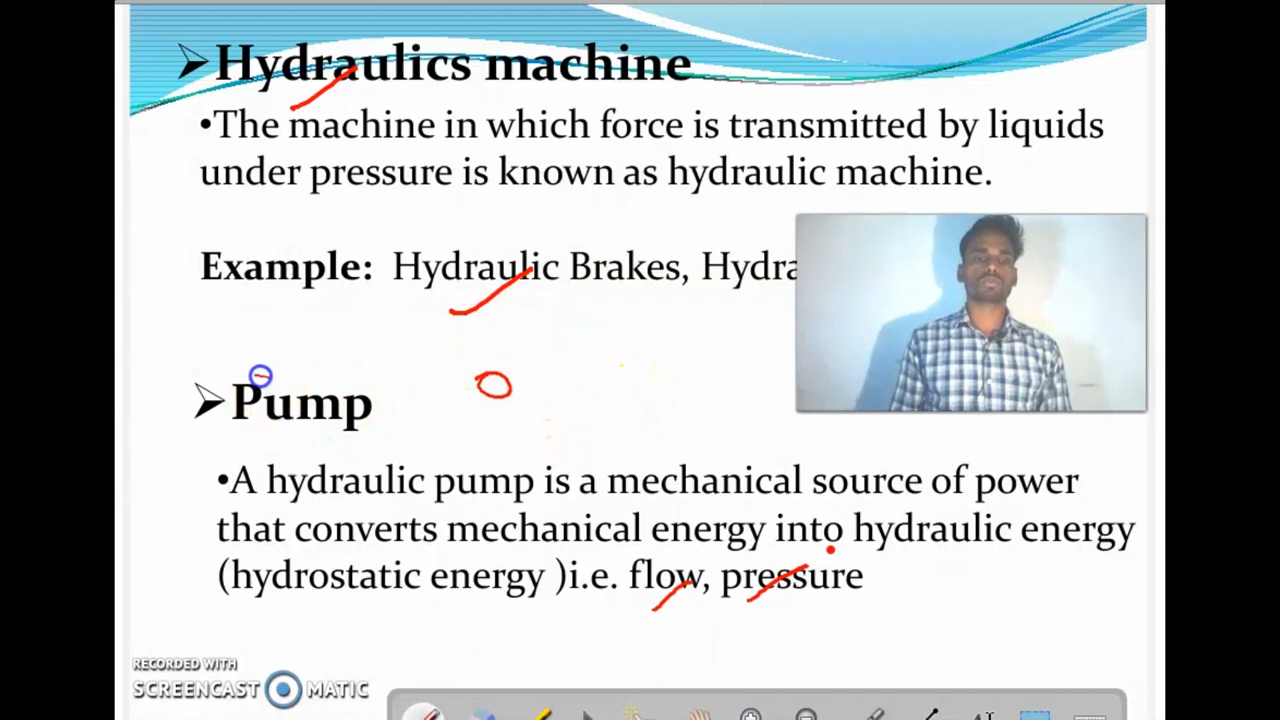 Hydraulics machine
•The machine in which force is transmitted by liquids
under pressure is known as hydraulic machine.
Example: Hydraulic Brakes,
Pump
•A hydraulic pump is a mechanical source of power
that converts mechanical energy into hydraulic energy
(hydrostatic energy )i.e. flow, pressure
RECORDED WITH
SCREENCAST MATIC